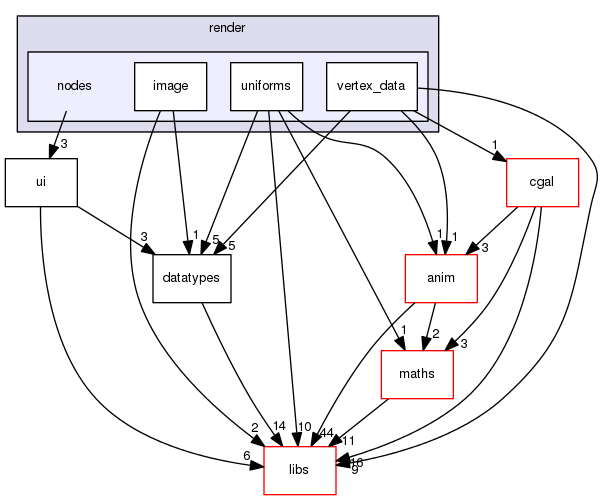 render
nodes image uniforms vertex_data
3 1
ui cgal
3 1 5 5 1 1 3
datatypes anim
1 2 3
maths
2 14 10 44 11
6 16
9
libs